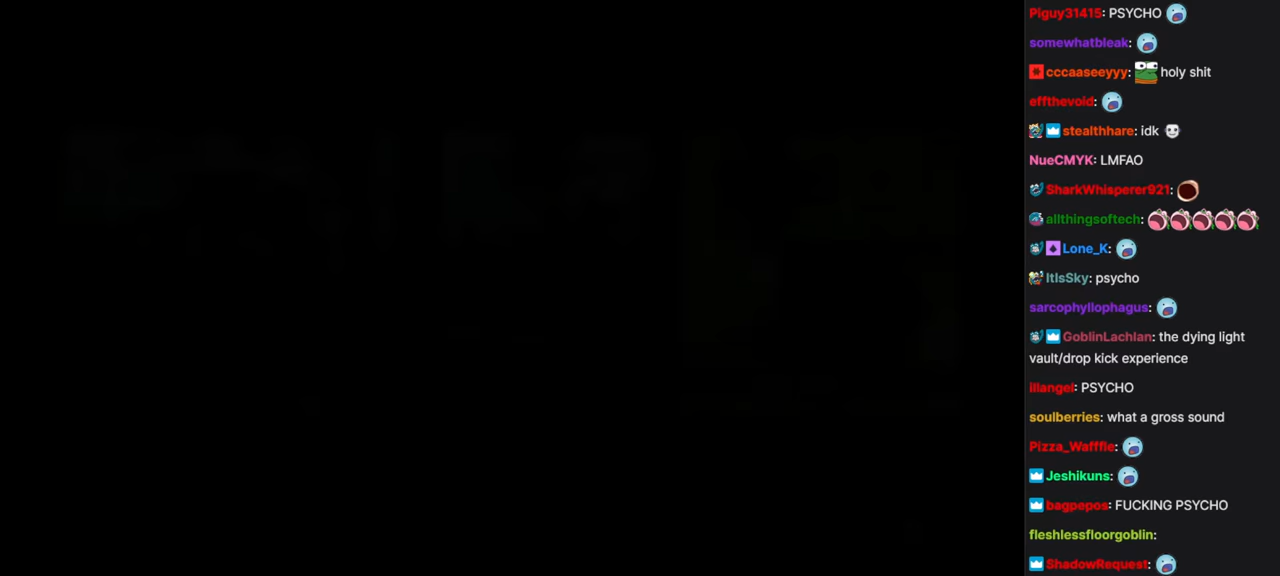 Piguy31415: PSYCHO
somewhatbleak:
cccaaseeyyy: holy shit
effthevoid:
stealthhare: idk
NueCMYK: LMFAO
SharkWhisperer921:
allthingsoftech:
Lone_K:
ItIsSky: psycho
sarcophyllophagus:
GoblinLachlan: the dying light
vault/drop kick experience
illangel: PSYCHO
soulberries: what a gross sound
Pizza_Wafffle:
Jeshikuns:
bagpepos: FUCKING PSYCHO
fleshlessfloorgoblin:
ShadowRequest: